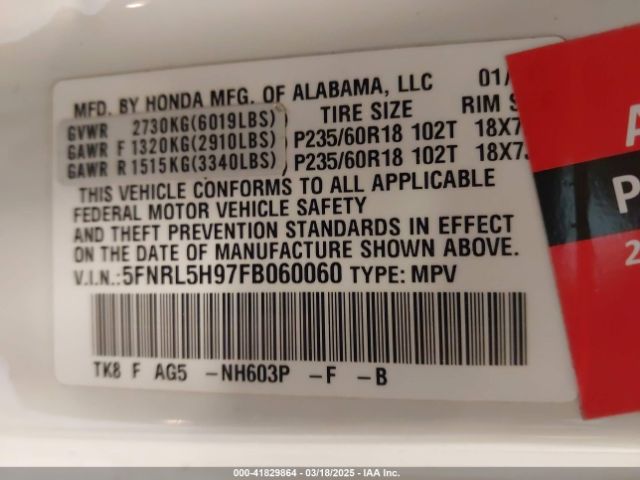 MFD. BY HONDA MFG. OF ALABAMA, LLC 01/
TIRE SIZE RIM S
GVWR 2730KG(6019LBS)
GAWR F 1320KG(2910LBS) P235/60R18 102T 18X7
GAWR R 1515KG(3340LBS) P235/60R18 102T 18X7
THIS VEHICLE CONFORMS TO ALL APPLICABLE
FEDERAL MOTOR VEHICLE SAFETY
AND THEFT PREVENTION STANDARDS IN EFFECT
ON THE DATE OF MANUFACTURE SHOWN ABOVE.
V.I.N.:5FNRL5H97FB060060 TYPE: MPV
TK8 F AG5 -NH603P -F -B
A
P
2
000-41829864 / 03/18/2025 - IAA Inc.